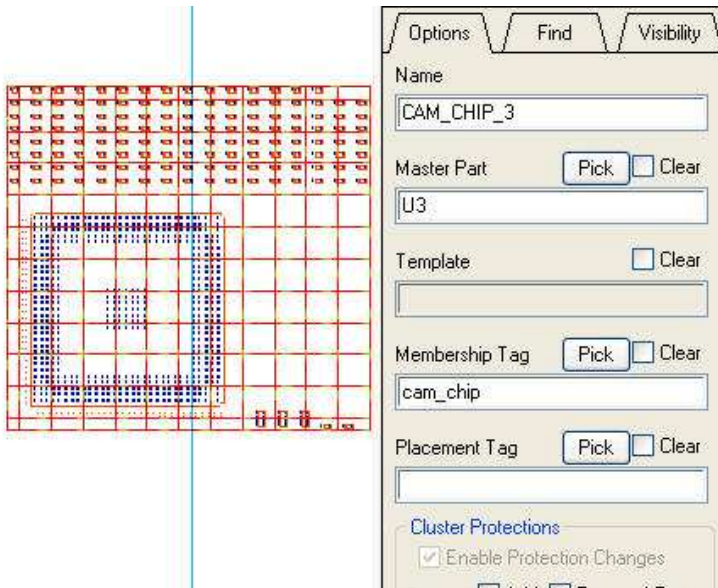 Options Find Visibility
Name
CAM_CHIP_3
Master Part Pick Clear
U3
Template Clear
Membership Tag Pick Clear
cam_chip
Placement Tag Pick Clear
Cluster Protections
Enable Protection Changes